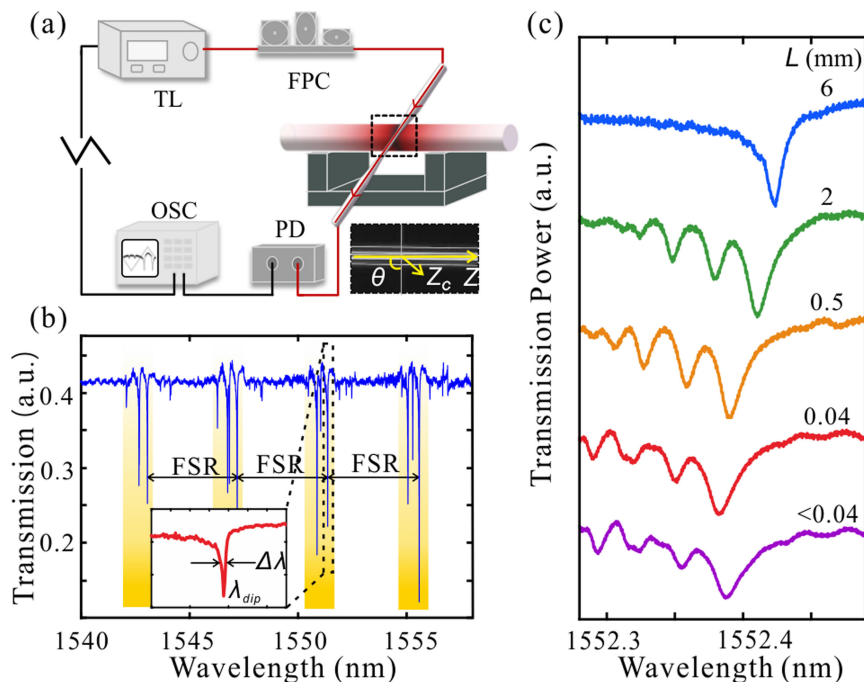 (a)
TL
FPC
OSC
PD
θ
Zc
Z
(b)
Transmission (a.u.)
0.4
0.3
0.2
FSR
FSR
FSR
Δλ
λdip
1540
1545
1550
1555
Wavelength (nm)
(c)
Transmission Power (a.u.)
L (mm)
6
2
0.5
0.04
<0.04
1552.3
1552.4
Wavelength (nm)